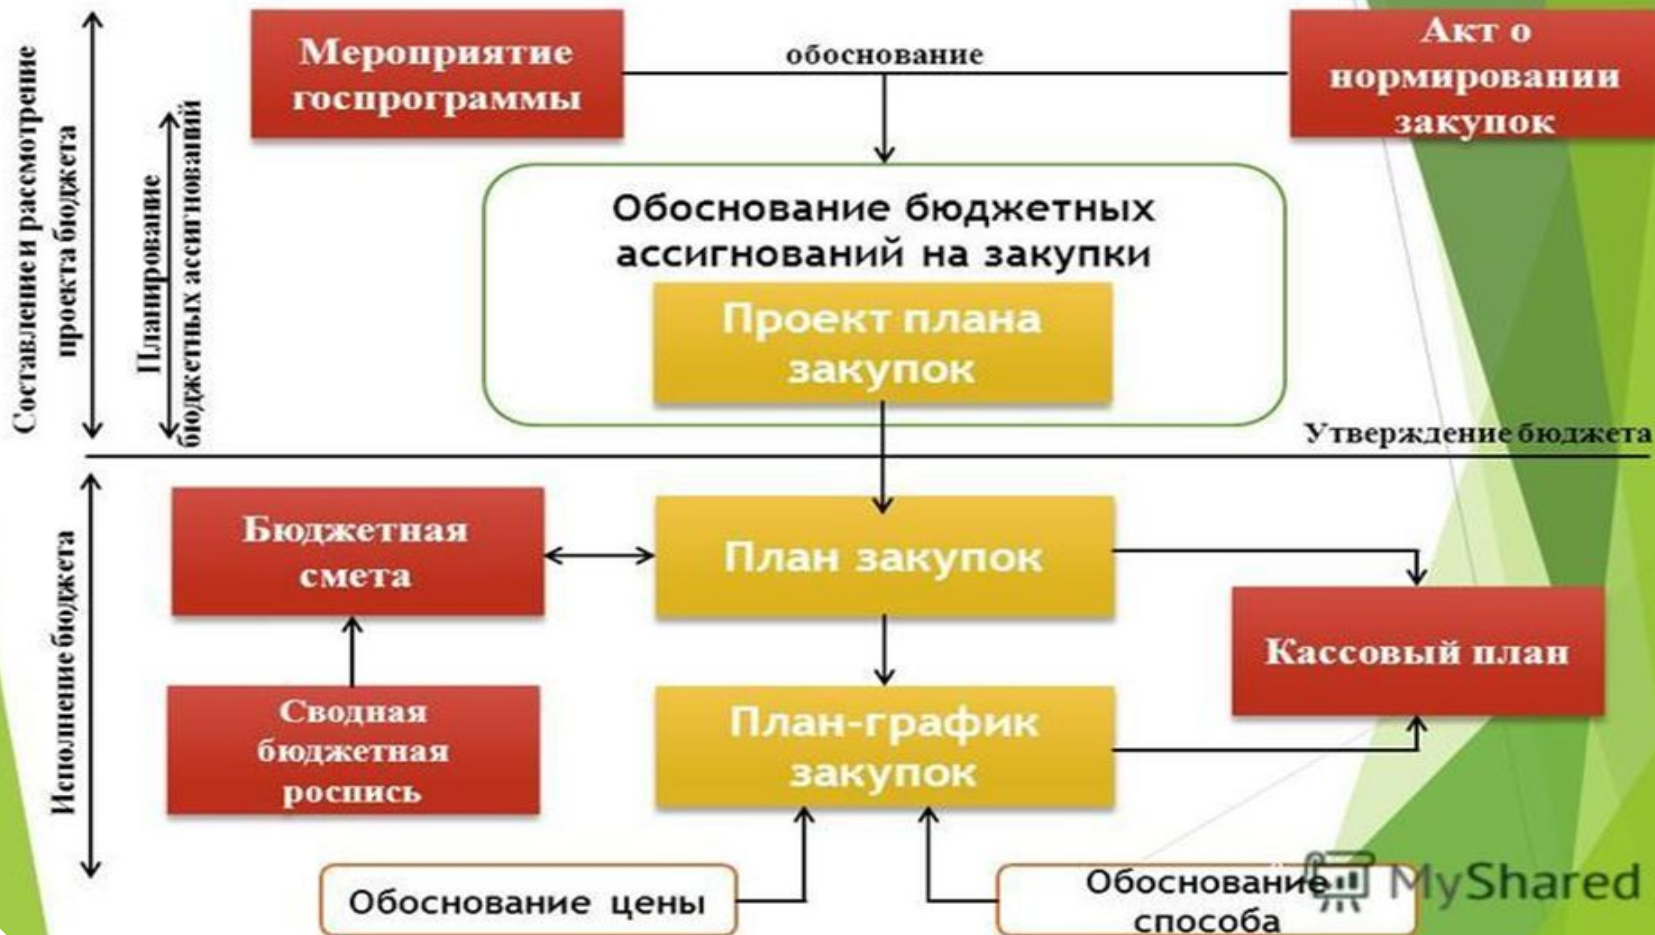 Составление и рассмотрение
проекта бюджета
Планирование
бюджетных ассигнований
Мероприятие
госпрограммы
обоснование
Акт о
нормировании
закупок
Обоснование бюджетных
ассигнований на закупки
Проект плана
закупок
Утверждение бюджета
Исполнение бюджета
Бюджетная
смета
План закупок
Кассовый план
Сводная
бюджетная
роспись
План-график
закупок
Обоснование цены
Обоснование
способа
MyShared